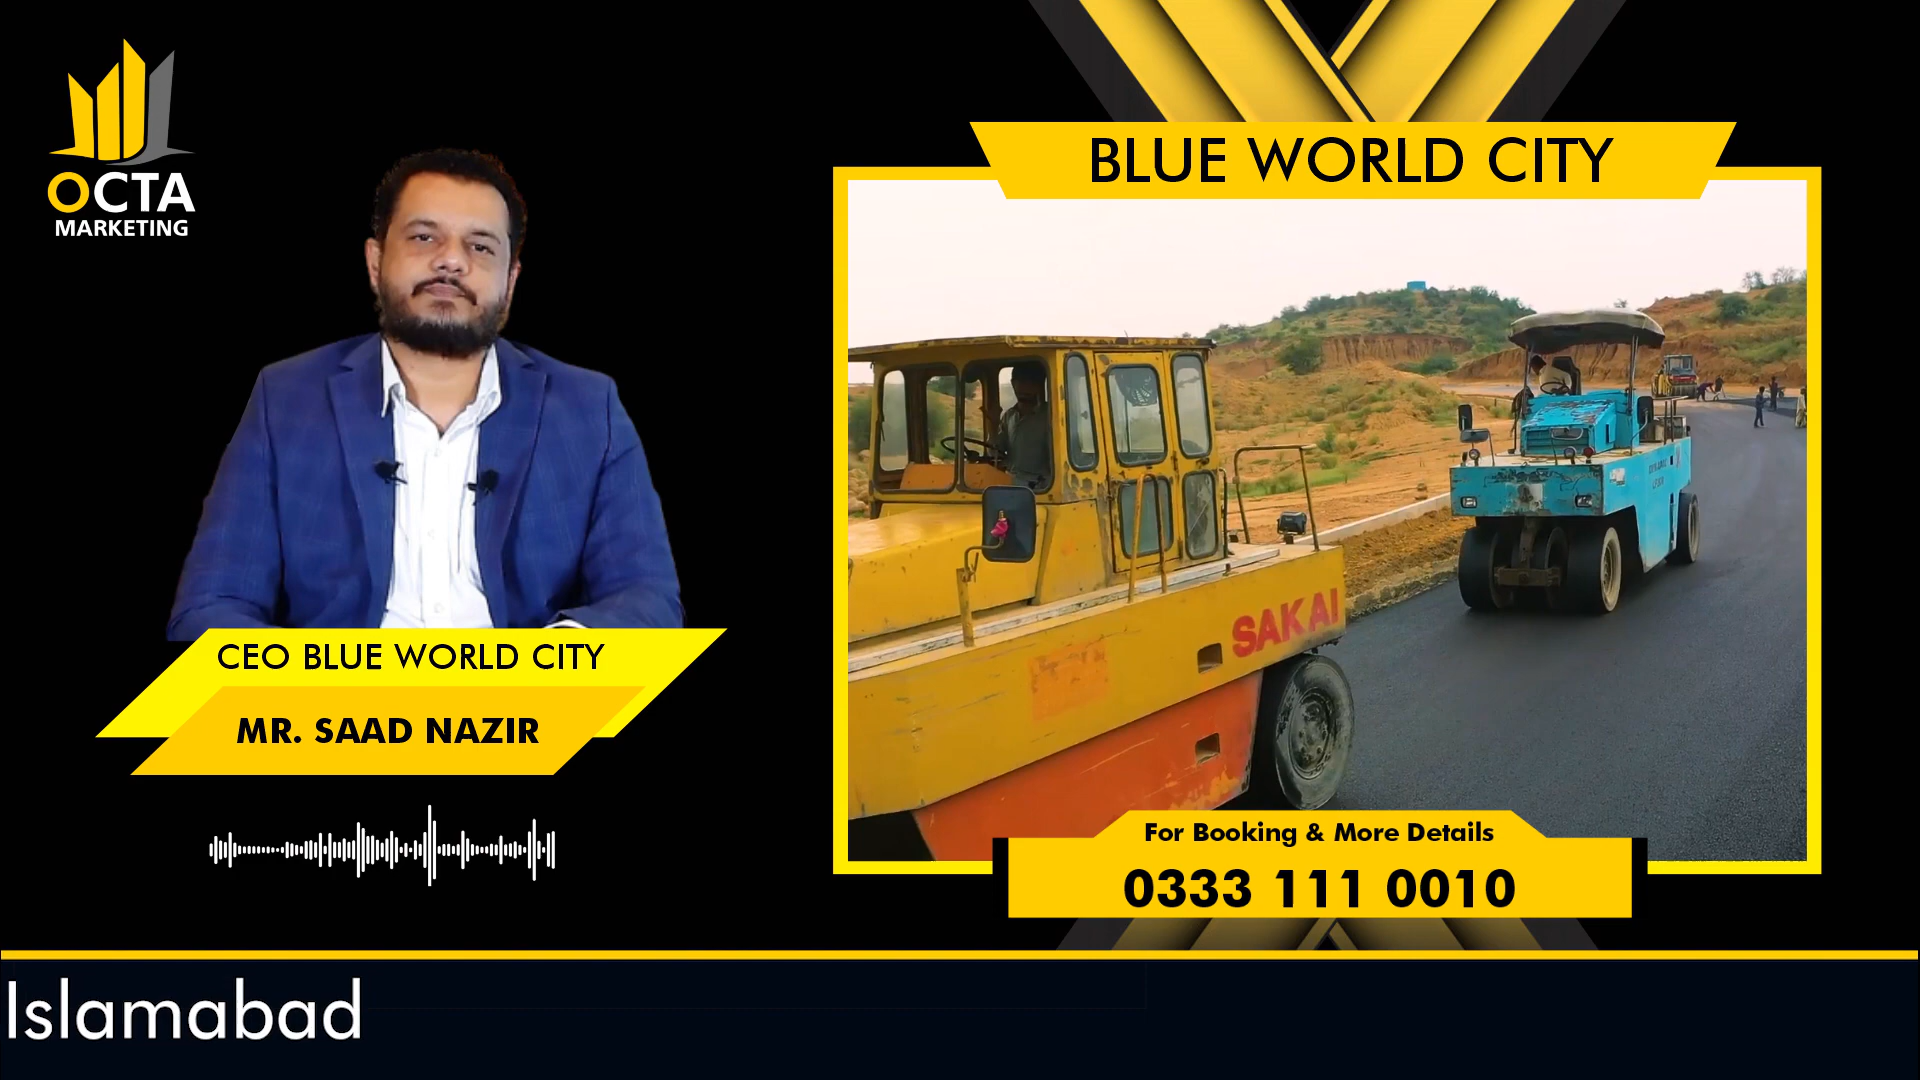 OCTA
MARKETING
BLUE WORLD CITY
SAKAI
CEO BLUE WORLD CITY
MR. SAAD NAZIR
For Booking & More Details
0333 111 0010
Islamabad